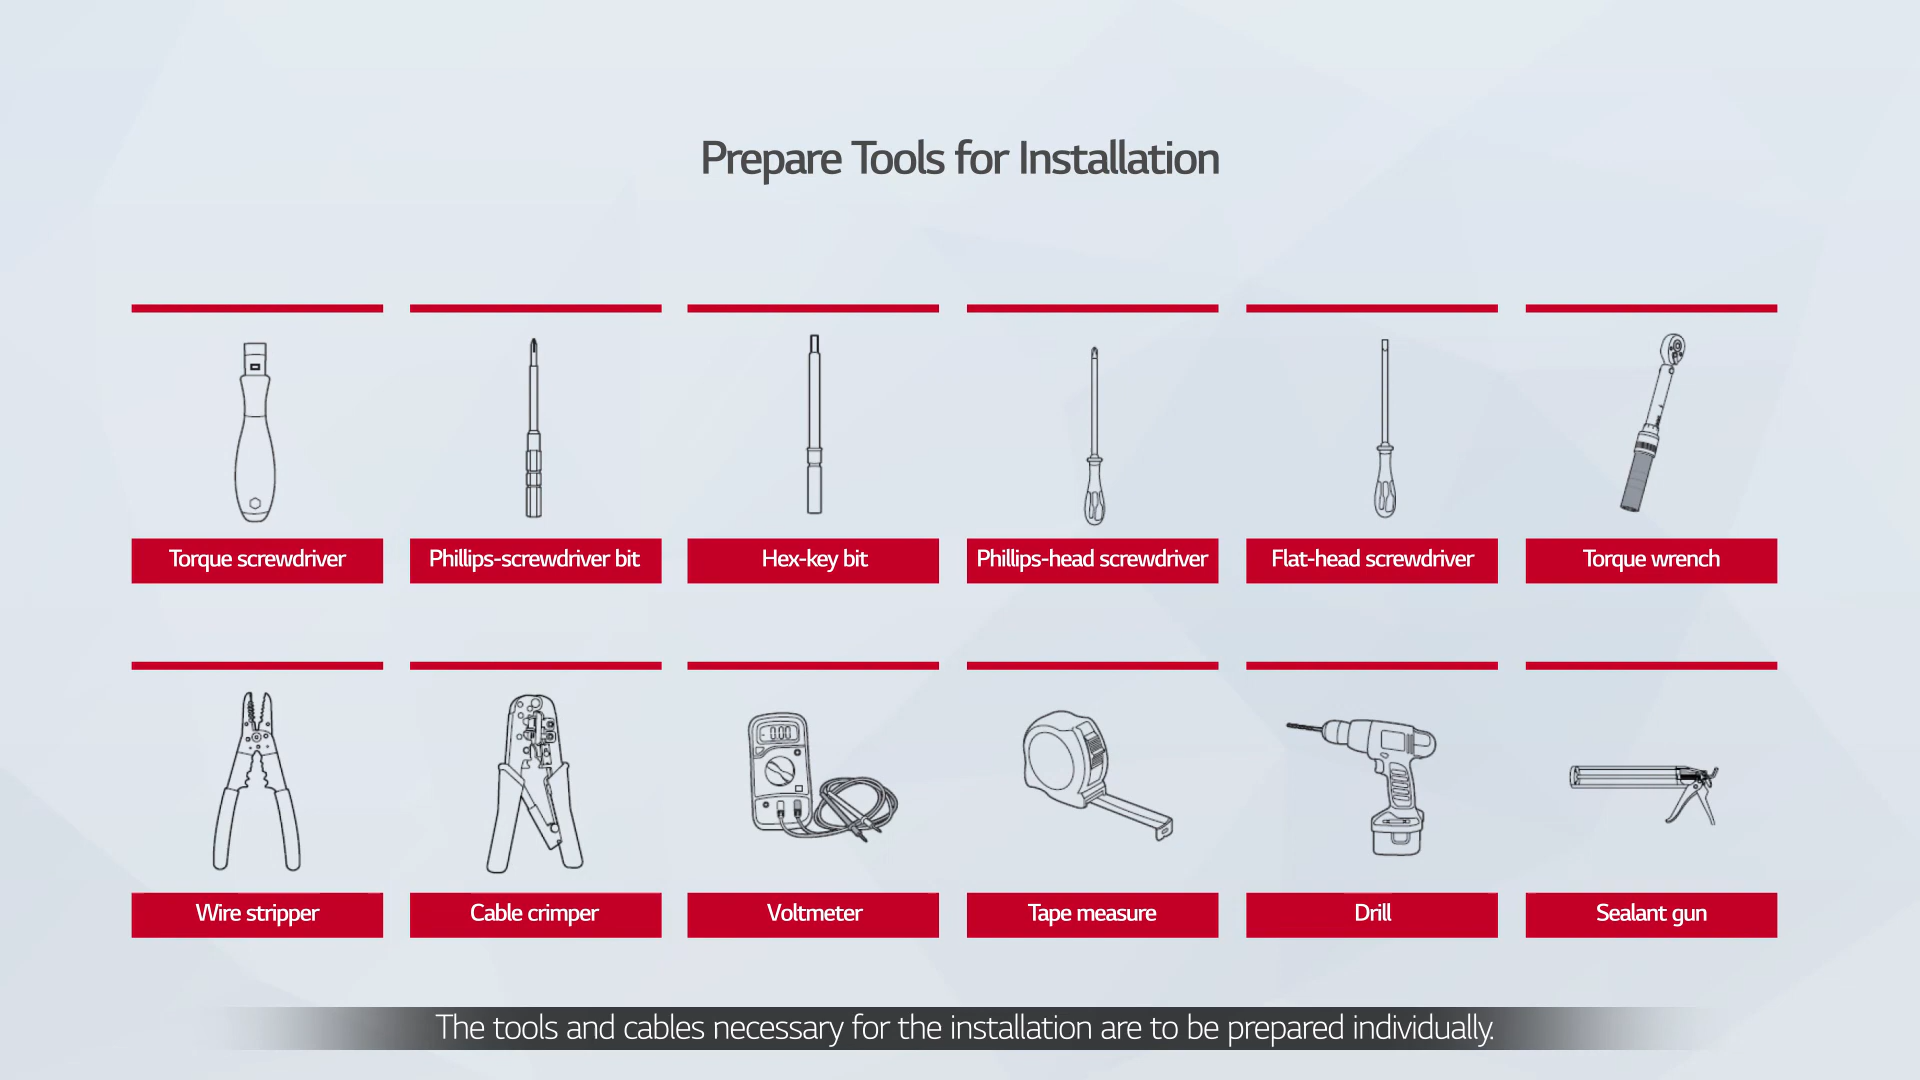 Prepare Tools for Installation
Torque screwdriver
Phillips-screwdriver bit
Hex-key bit
Phillips-head screwdriver
Flat-head screwdriver
Torque wrench
0.00
Wire stripper
Cable crimper
Voltmeter
Tape measure
Drill
Sealant gun
The tools and cables necessary for the installation are to be prepared individually.